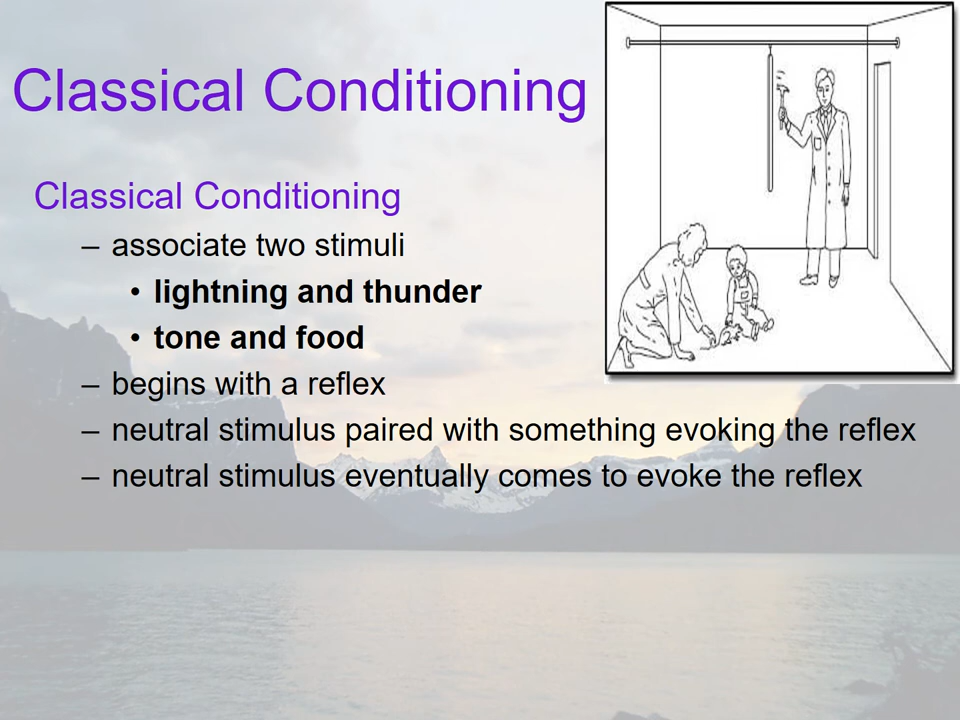 Classical Conditioning
Classical Conditioning
– associate two stimuli
• lightning and thunder
• tone and food
– begins with a reflex
– neutral stimulus paired with something evoking the reflex
– neutral stimulus eventually comes to evoke the reflex